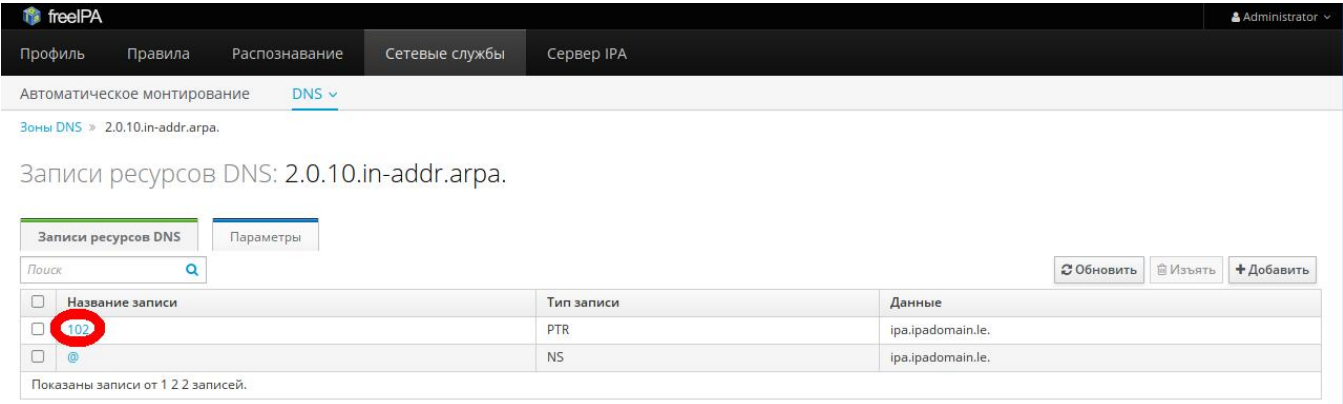 freeIPA Administrator
Профиль Правила Распознавание Сетевые службы Сервер IPA
Автоматическое монтирование DNS
Зоны DNS » 2.0.10.in-addr.arpa.
Записи ресурсов DNS: 2.0.10.in-addr.arpa.
Записи ресурсов DNS Параметры
Поиск Обновить Изъять Добавить
Название записи Тип записи Данные
102 PTR ipa.ipadomain.le.
@ NS ipa.ipadomain.le.
Показаны записи от 1 2 2 записей.